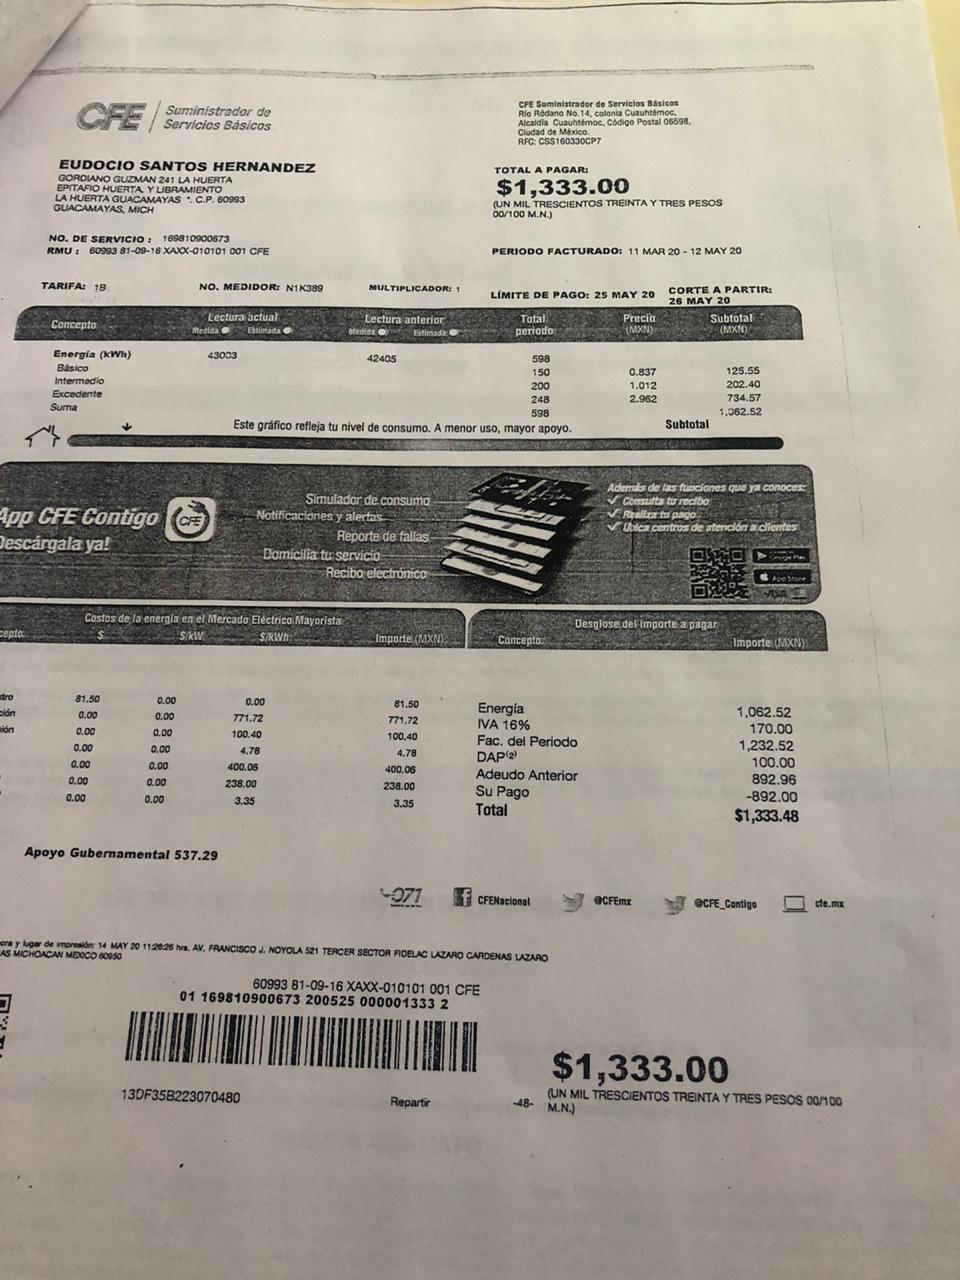 CFE Suministrador de
Servicios Básicos
CFE Suministrador de Servicios Básicos
Río Ródano No.14, colonia Cuauhtémoc,
Alcaldía Cuauhtémoc, Código Postal 06598,
Ciudad de México.
RFC: CSS160330CP7
EUDOCIO SANTOS HERNANDEZ
GORDIANO GUZMAN 241 LA HUERTA
EPITAFIO HUERTA, Y LIBRAMIENTO
LA HUERTA GUACAMAYAS *. C.P. 60993
GUACAMAYAS, MICH
TOTAL A PAGAR:
$1,333.00
(UN MIL TRESCIENTOS TREINTA Y TRES PESOS
00/100 M.N.)
NO. DE SERVICIO : 169810900673
RMU : 60993 81-09-16 XAXX-010101 001 CFE
PERIODO FACTURADO: 11 MAR 20 - 12 MAY 20
TARIFA: 1B NO. MEDIDOR: N1K389 MULTIPLICADOR: 1 LÍMITE DE PAGO: 25 MAY 20 CORTE A PARTIR:
26 MAY 20
Concepto Lectura actual Lectura anterior Total Precio Subtotal
Medida Estimada Medida Estimada periodo (MXN) (MXN)
Energía (kWh) 43003 42405 598
Básico 150 0.837 125.55
Intermedio 200 1.012 202.40
Excedente 248 2.962 734.57
Suma 598 1,062.52
Este gráfico refleja tu nivel de consumo. A menor uso, mayor apoyo. Subtotal
App CFE Contigo
Descárgala ya!
CFE
Simulador de consumo
Notificaciones y alertas
Reporte de fallas
Domicilia tu servicio
Recibo electrónico
Además de las funciones que ya conoces:
✓ Consulta tu recibo
✓ Realiza tu pago
✓ Ubica centros de atención a clientes
Google Play
App Store
Costos de la energía en el Mercado Eléctrico Mayorista
cepto $ $/kW $/kWh Importe (MXN)
Desglose del importe a pagar
Concepto Importe (MXN)
stro 81.50 0.00 0.00 81.50
ción 0.00 0.00 771.72 771.72
ión 0.00 0.00 100.40 100.40
0.00 0.00 4.78 4.78
0.00 0.00 400.06 400.06
0.00 0.00 238.00 238.00
0.00 0.00 3.35 3.35
Energía 1,062.52
IVA 16% 170.00
Fac. del Periodo 1,232.52
DAP(2) 100.00
Adeudo Anterior 892.96
Su Pago -892.00
Total $1,333.48
Apoyo Gubernamental 537.29
071 CFENacional @CFEmx @CFE_Contigo cfe.mx
ora y lugar de impresión: 14 MAY 20 11:26:26 hrs. AV. FRANCISCO J. NOYOLA 521 TERCER SECTOR FIDELAC LAZARO CARDENAS LAZARO
AS MICHOACAN MEXICO 60950
60993 81-09-16 XAXX-010101 001 CFE
01 169810900673 200525 000001333 2
13DF35B223070480
Repartir
-48-
$1,333.00
(UN MIL TRESCIENTOS TREINTA Y TRES PESOS 00/100
M.N.)